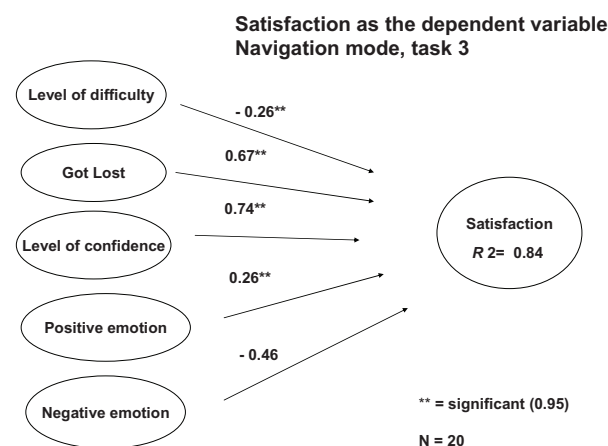 Satisfaction as the dependent variable
Navigation mode, task 3
Level of difficulty
- 0.26**
Got Lost
0.67**
Level of confidence
0.74**
Satisfaction
R 2= 0.84
Positive emotion
0.26**
Negative emotion
- 0.46
** = significant (0.95)
N = 20